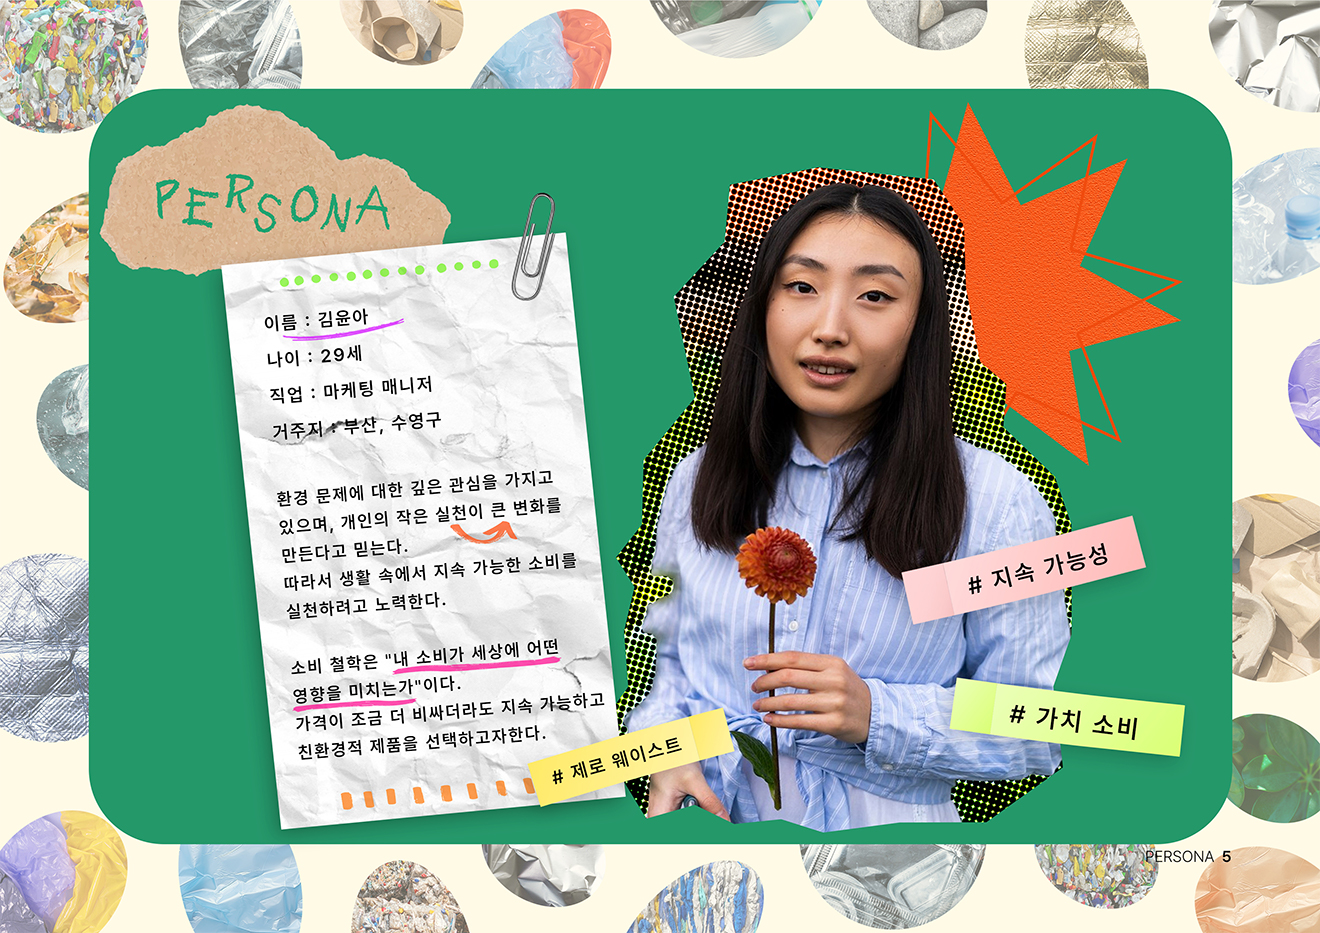 PERSONA
이름 : 김윤아
나이 : 29세
직업 : 마케팅 매니저
거주지 : 부산, 수영구
환경 문제에 대한 깊은 관심을 가지고
있으며, 개인의 작은 실천이 큰 변화를
만든다고 믿는다.
따라서 생활 속에서 지속 가능한 소비를
실천하려고 노력한다.
소비 철학은 "내 소비가 세상에 어떤
영향을 미치는가"이다.
가격이 조금 더 비싸더라도 지속 가능하고
친환경적 제품을 선택하고자한다.
# 제로 웨이스트
# 지속 가능성
# 가치 소비
PERSONA 5